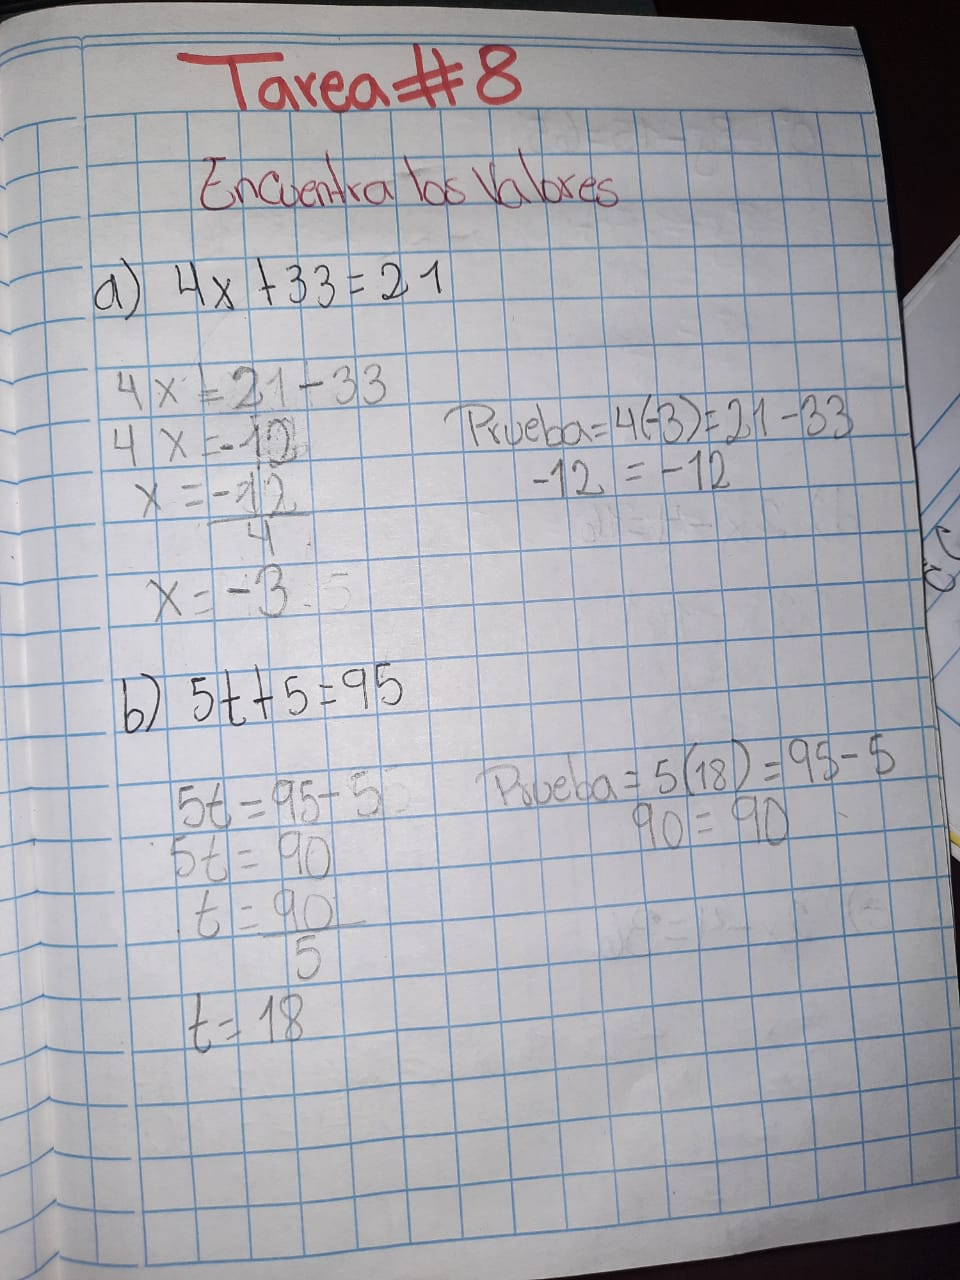 Tarea #8
Encuentra los Valores
a) 4x + 33 = 21
4x = 21 - 33
4x = -12
x = -12
4
x = -3
Prueba = 4(-3) = 21 - 33
-12 = -12
b) 5t + 5 = 95
5t = 95 - 5
5t = 90
t = 90
5
t = 18
Prueba = 5(18) = 95 - 5
90 = 90